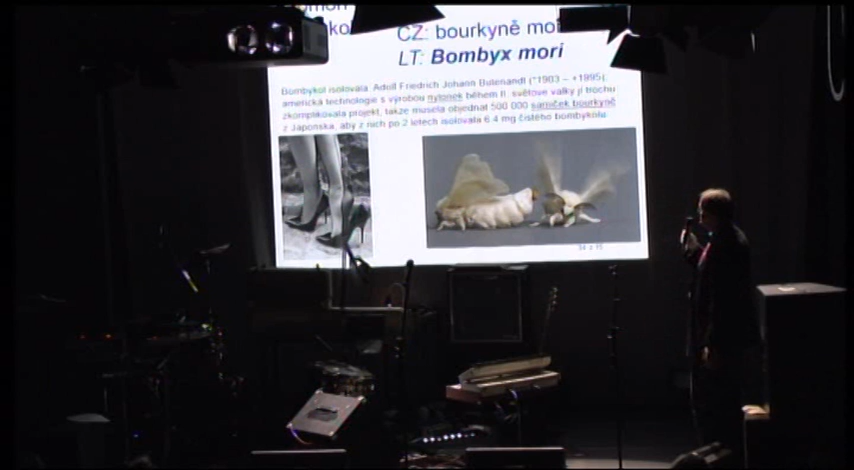 CZ: bourkyně mo
LT: Bombyx mori
Bombykol isolovala Adolf Friedrich Johann Butenandt (*1903 – +1995),
americká technologie s výrobou nylonek během II. světové války jí trochu
zkomplikovala projekt, takže musela objednat 500 000 samiček bourkyně
z Japonska, aby z nich po 2 letech isolovala 6.4 mg čistého bombykolu.